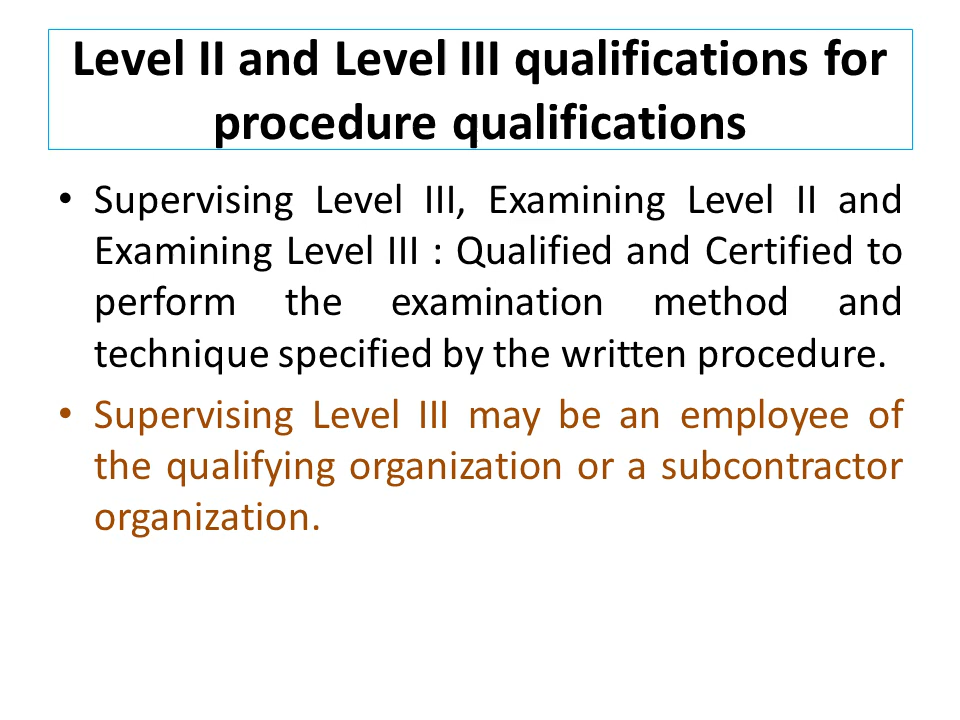 Level II and Level III qualifications for
procedure qualifications
• Supervising Level III, Examining Level II and
Examining Level III : Qualified and Certified to
perform the examination method and
technique specified by the written procedure.
• Supervising Level III may be an employee of
the qualifying organization or a subcontractor
organization.